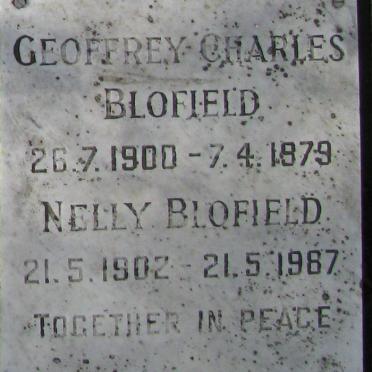 GEOFFREY CHARLES
BLOFIELD
26.7.1900 - 7.4.1979
NELLY BLOFIELD
21.5.1902 - 21.5.1987
TOGETHER IN PEACE